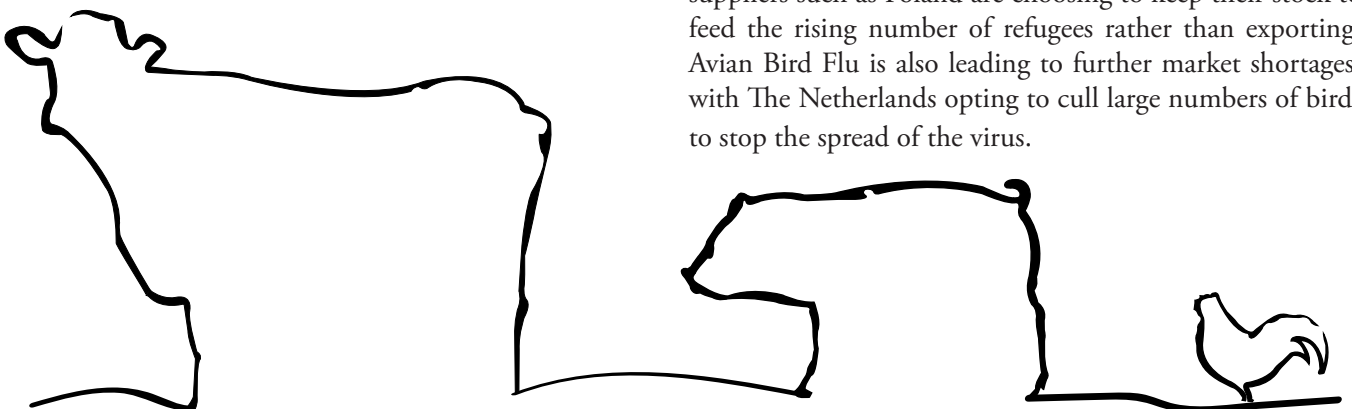 suppliers such as Poland are choosing to keep their stock to
feed the rising number of refugees rather than exporting
Avian Bird Flu is also leading to further market shortages
with The Netherlands opting to cull large numbers of bird
to stop the spread of the virus.